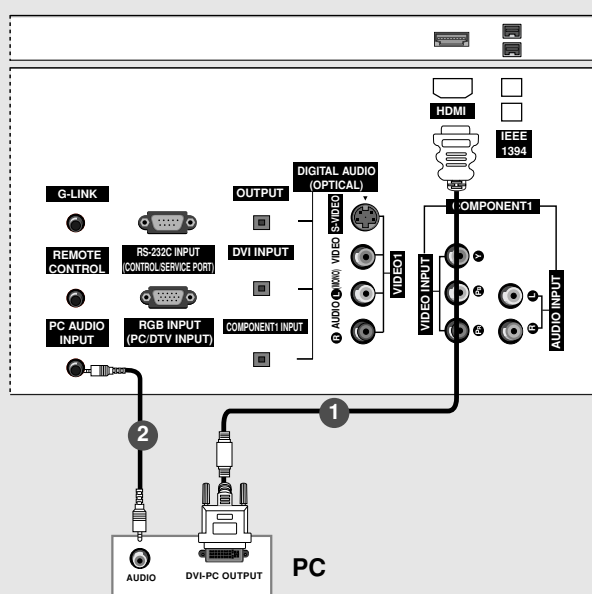 HDMI
IEEE
1394
G-LINK
REMOTE
CONTROL
PC AUDIO
INPUT
RS-232C INPUT
(CONTROL/SERVICE PORT)
RGB INPUT
(PC/DTV INPUT)
OUTPUT
DVI INPUT
COMPONENT1 INPUT
DIGITAL AUDIO
(OPTICAL)
S-VIDEO
VIDEO
L (MONO)
R AUDIO
VIDEO1
COMPONENT1
VIDEO INPUT
Y
PB
PR
L
R
AUDIO INPUT
1
2
AUDIO
DVI-PC OUTPUT
PC